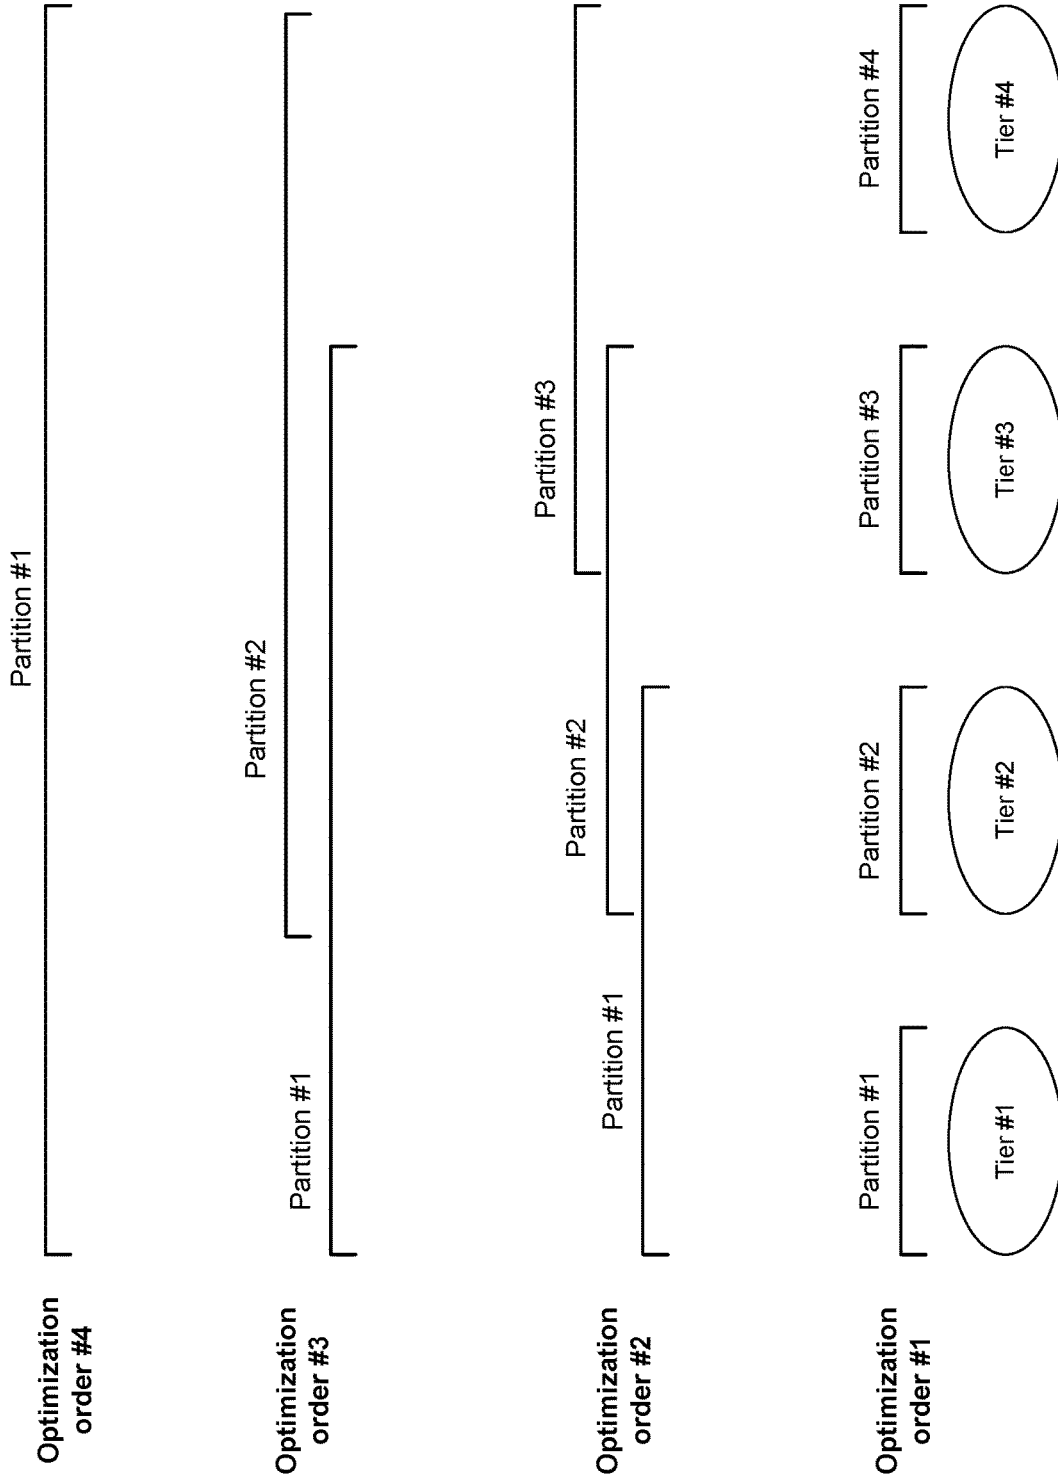 Partition #1
Optimization
order #4
Partition #2
Partition #1
Optimization
order #3
Partition #3
Partition #2
Partition #1
Optimization
order #2
Partition #1
Partition #2
Partition #3
Partition #4
Optimization
order #1
Tier #1
Tier #2
Tier #3
Tier #4